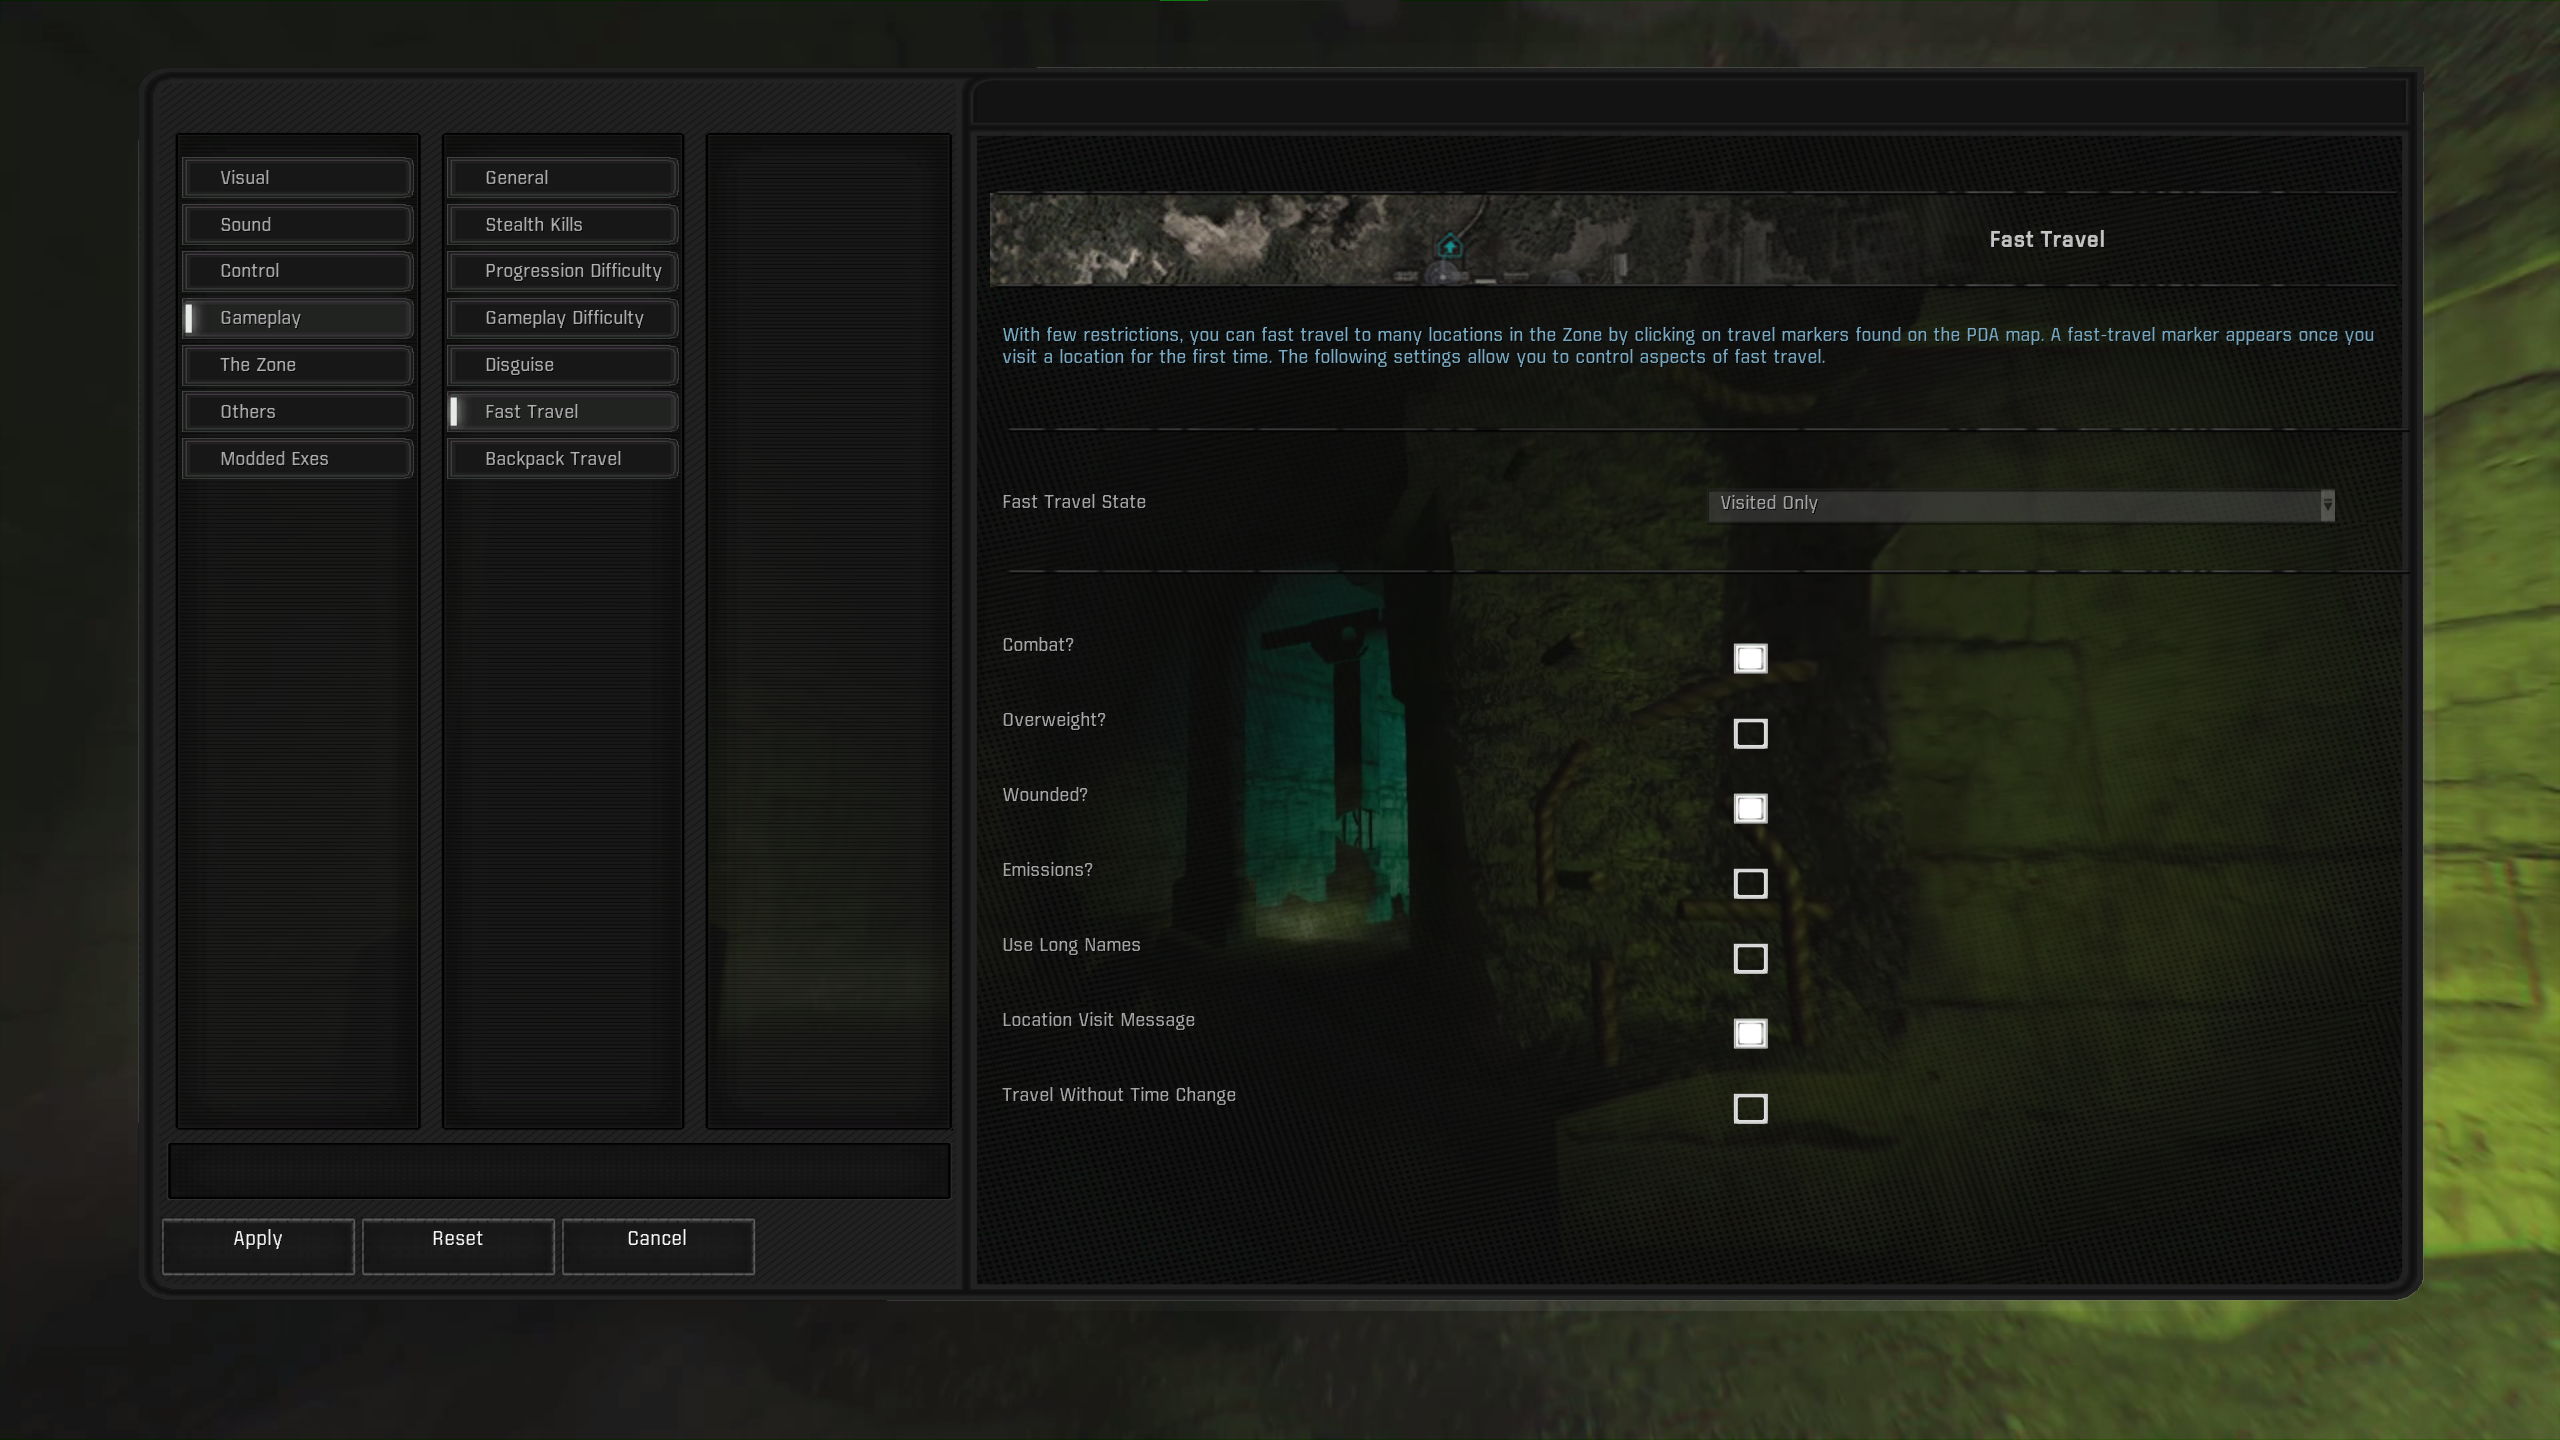 Visual
Sound
Control
Gameplay
The Zone
Others
Modded Exes
General
Stealth Kills
Progression Difficulty
Gameplay Difficulty
Disguise
Fast Travel
Backpack Travel
Apply
Reset
Cancel
Fast Travel
With few restrictions, you can fast travel to many locations in the Zone by clicking on travel markers found on the PDA map. A fast-travel marker appears once you
visit a location for the first time. The following settings allow you to control aspects of fast travel.
Fast Travel State
Visited Only
Combat?
Overweight?
Wounded?
Emissions?
Use Long Names
Location Visit Message
Travel Without Time Change